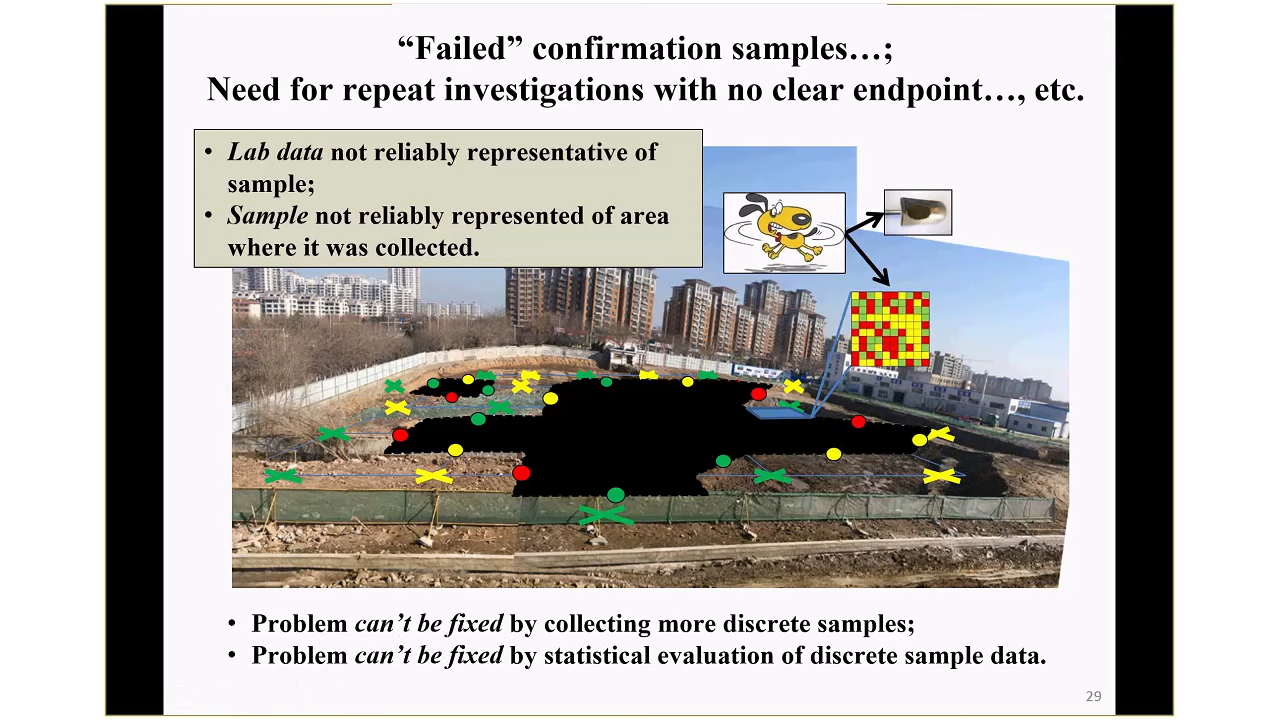 “Failed” confirmation samples…;
Need for repeat investigations with no clear endpoint…, etc.
• Lab data not reliably representative of
sample;
• Sample not reliably represented of area
where it was collected.
• Problem can’t be fixed by collecting more discrete samples;
• Problem can’t be fixed by statistical evaluation of discrete sample data.
29